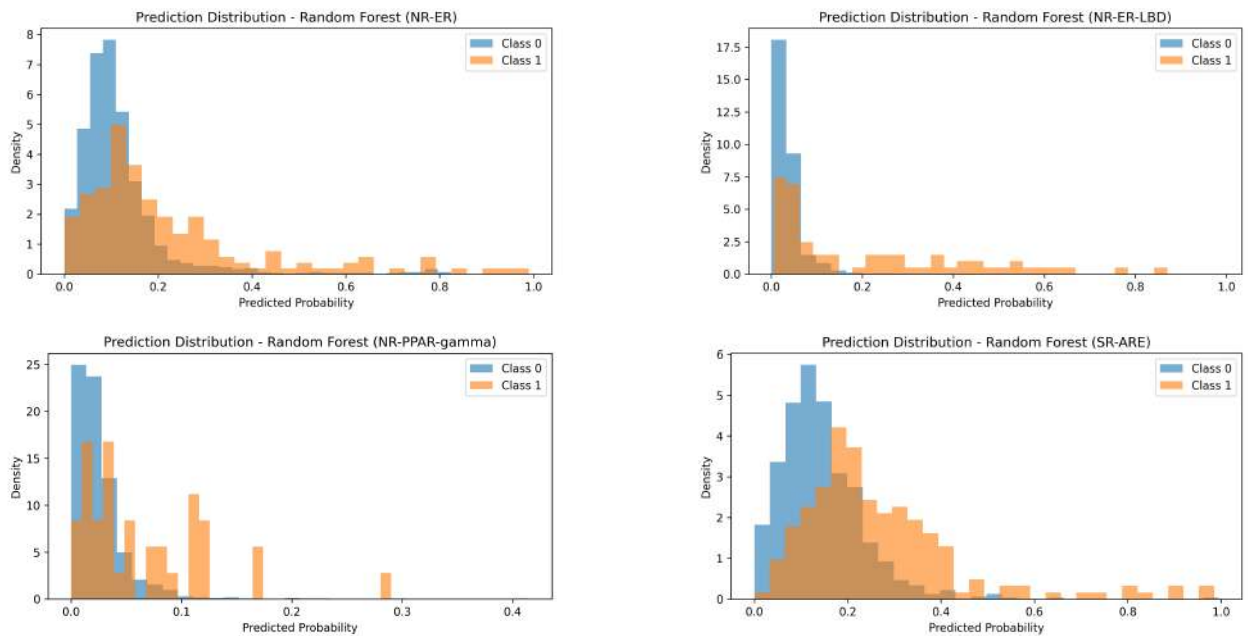 Prediction Distribution - Random Forest (NR-ER)
Class 0
Class 1
8
7
6
5
4
3
2
1
0
Density
0.0 0.2 0.4 0.6 0.8 1.0
Predicted Probability
Prediction Distribution - Random Forest (NR-ER-LBD)
Class 0
Class 1
17.5
15.0
12.5
10.0
7.5
5.0
2.5
0.0
Density
0.0 0.2 0.4 0.6 0.8 1.0
Predicted Probability
Prediction Distribution - Random Forest (NR-PPAR-gamma)
Class 0
Class 1
25
20
15
10
5
0
Density
0.0 0.1 0.2 0.3 0.4
Predicted Probability
Prediction Distribution - Random Forest (SR-ARE)
Class 0
Class 1
6
5
4
3
2
1
0
Density
0.0 0.2 0.4 0.6 0.8 1.0
Predicted Probability